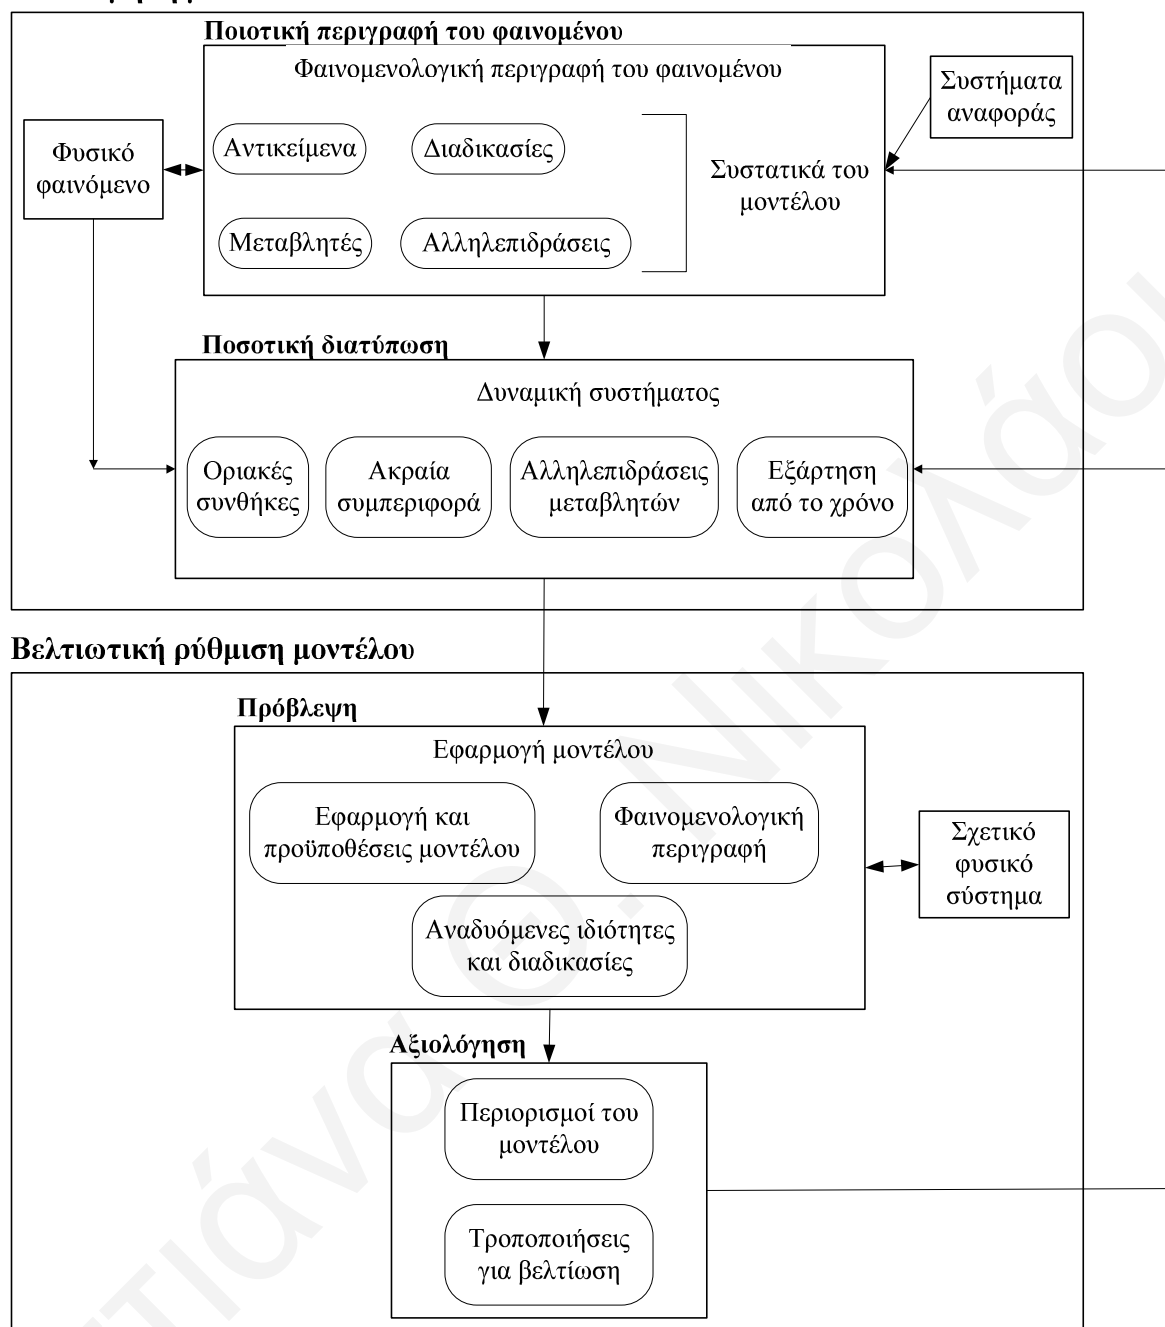 Ποιοτική περιγραφή του φαινομένου
Φαινομενολογική περιγραφή του φαινομένου
Συστήματα
αναφοράς
Φυσικό
φαινόμενο
Αντικείμενα
Διαδικασίες
Συστατικά του
μοντέλου
Μεταβλητές
Αλληλεπιδράσεις
Ποσοτική διατύπωση
Δυναμική συστήματος
Οριακές
συνθήκες
Ακραία
συμπεριφορά
Αλληλεπιδράσεις
μεταβλητών
Εξάρτηση
από το χρόνο
Βελτιωτική ρύθμιση μοντέλου
Πρόβλεψη
Εφαρμογή μοντέλου
Εφαρμογή και
προϋποθέσεις μοντέλου
Φαινομενολογική
περιγραφή
Σχετικό
φυσικό
σύστημα
Αναδυόμενες ιδιότητες
και διαδικασίες
Αξιολόγηση
Περιορισμοί του
μοντέλου
Τροποποιήσεις
για βελτίωση